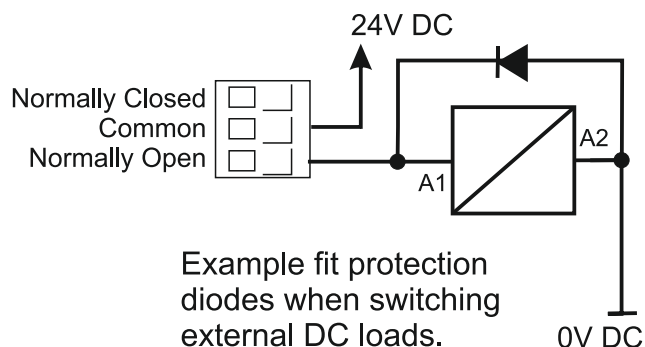 24V DC
Normally Closed
Common
Normally Open
A1
A2
Example fit protection
diodes when switching
external DC loads.
0V DC